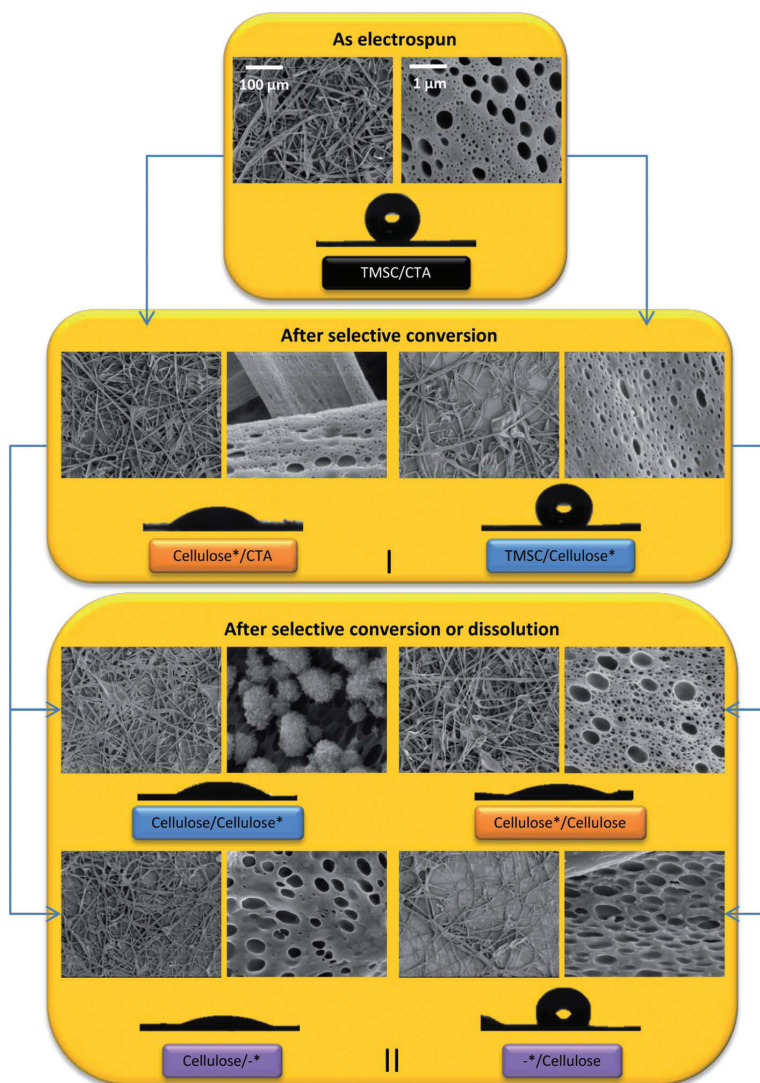 As electrospun
100 μm
1 μm
TMSC/CTA
After selective conversion
Cellulose*/CTA
I
TMSC/Cellulose*
After selective conversion or dissolution
Cellulose/Cellulose*
Cellulose*/Cellulose
Cellulose/-*
II
-*/Cellulose